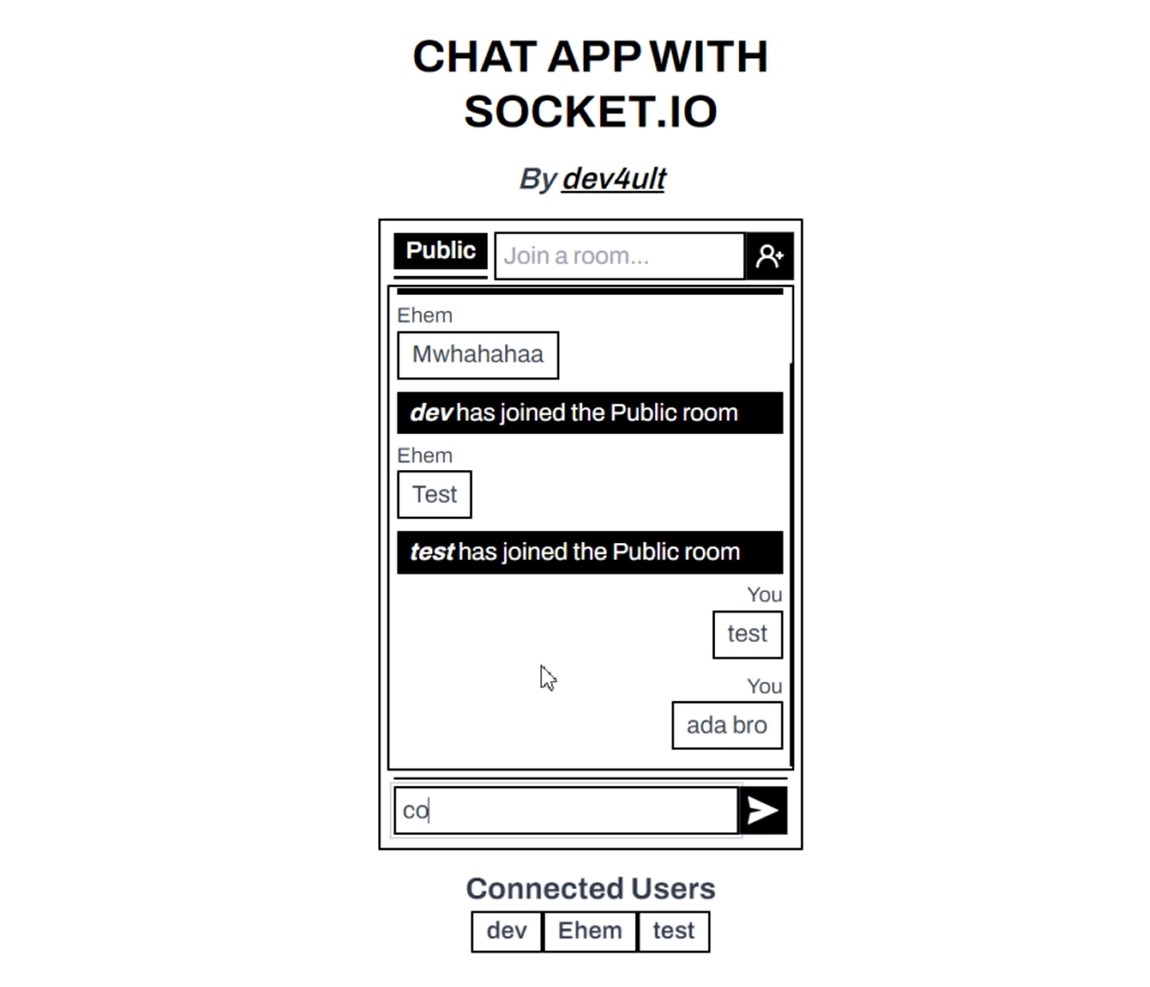 CHAT APP WITH
SOCKET.IO
By dev4ult
Public
Join a room...
Ehem
Mwhahahaa
dev has joined the Public room
Ehem
Test
test has joined the Public room
You
test
You
ada bro
co
Connected Users
dev Ehem test